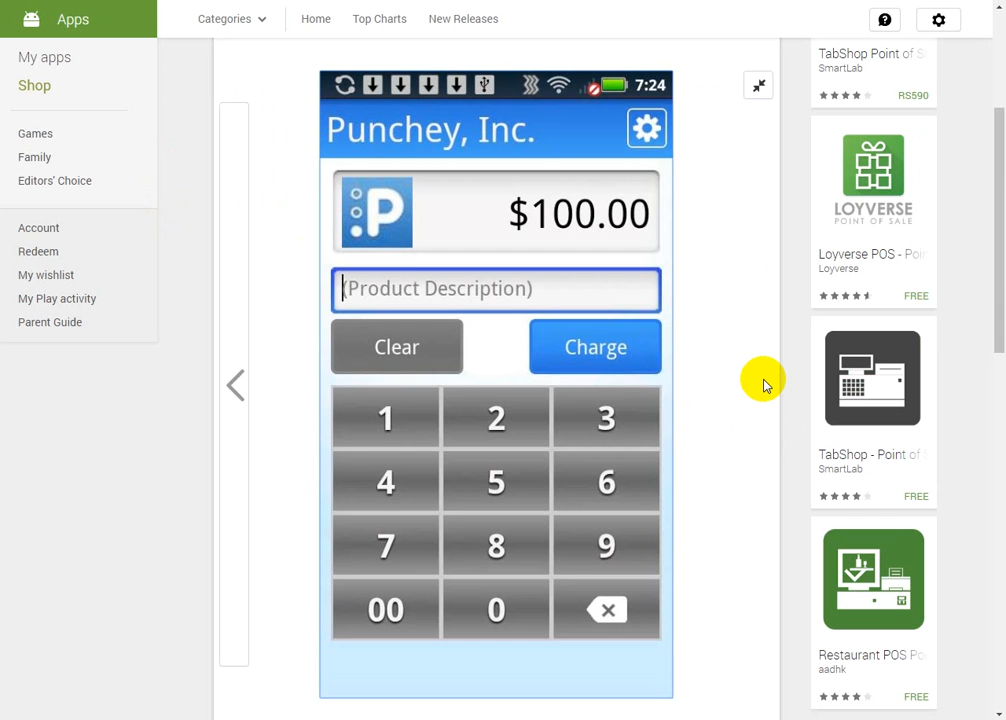 Apps
Categories
Home
Top Charts
New Releases
My apps
Shop
Games
Family
Editors' Choice
Account
Redeem
My wishlist
My Play activity
Parent Guide
7:24
Punchey, Inc.
P
$100.00
(Product Description)
Clear
Charge
1 2 3
4 5 6
7 8 9
00 0
TabShop Point of S
SmartLab
RS590
LOYVERSE
POINT OF SALE
Loyverse POS - Poin
Loyverse
FREE
TabShop - Point of S
SmartLab
FREE
Restaurant POS Po
aadhk
FREE